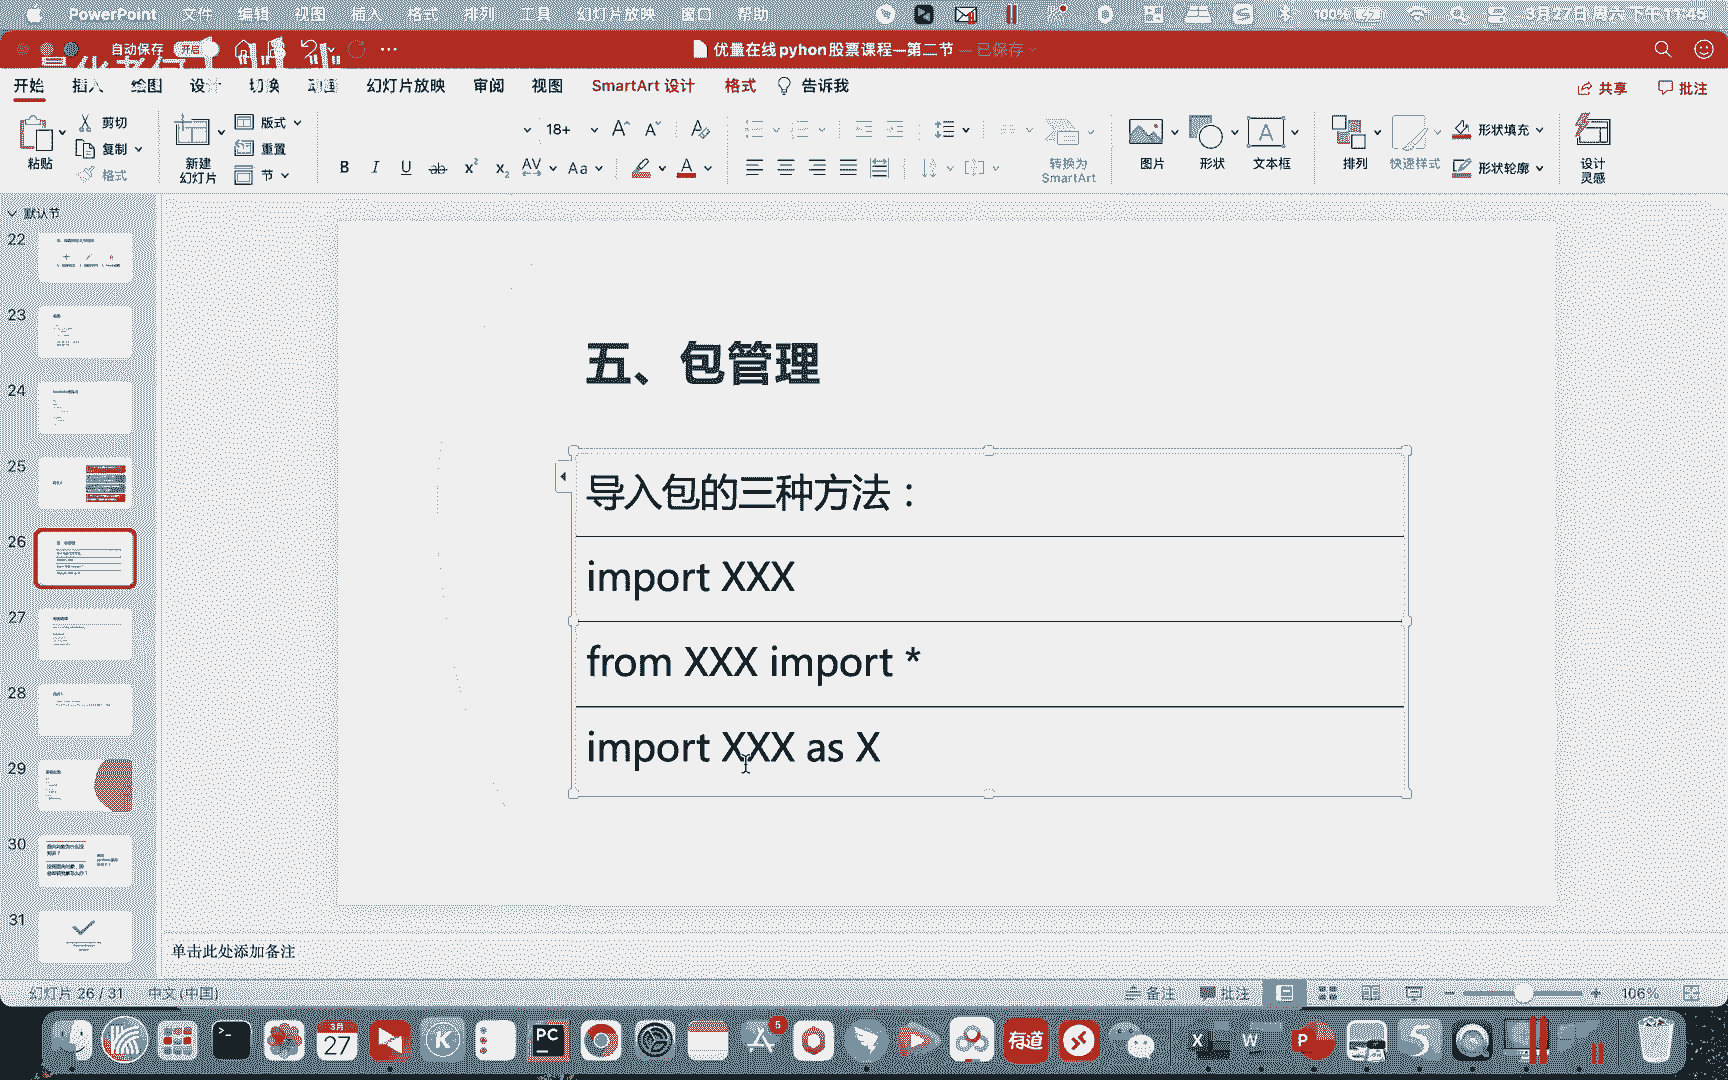 PowerPoint 文件 编辑 视图 插入 格式 排列 工具 幻灯片放映 窗口 帮助 100% 3月27日 周六 下午11:45
自动保存 开启 优量在线pyhon股票课程—第二节 — 已保存
开始 插入 绘图 设计 切换 动画 幻灯片放映 审阅 视图 SmartArt 设计 格式 告诉我 共享 批注
粘贴 剪切 复制 格式 新建 幻灯片 版式 重置 节 18+ 转换为 SmartArt 图片 形状 文本框 排列 快速样式 形状填充 形状轮廓 设计 灵感
默认节
22
23
24
25
26
27
28
29
30
31
五、包管理
导入包的三种方法：
import XXX
from XXX import *
import XXX as X
单击此处添加备注
幻灯片 26 / 31 中文 (中国) 备注 批注 106%
3月 27 PC 5 有道 X W P